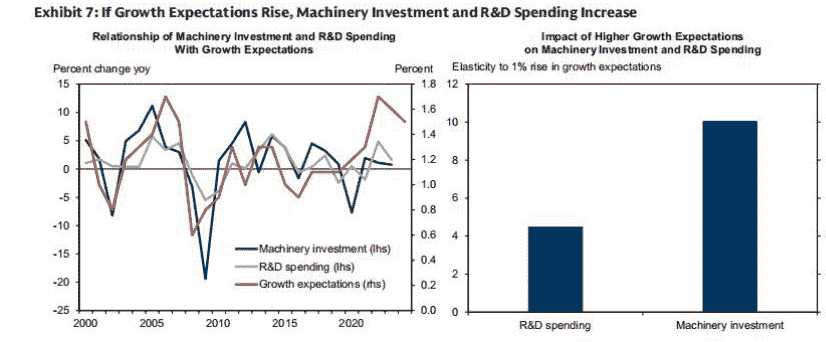 Exhibit 7: If Growth Expectations Rise, Machinery Investment and R&D Spending Increase
Relationship of Machinery Investment and R&D Spending
With Growth Expectations
Percent change yoy
Percent
15
10
5
0
-5
-10
-15
-20
-25
1.8
1.6
1.4
1.2
1.0
0.8
0.6
0.4
0.2
0.0
Machinery investment (lhs)
R&D spending (lhs)
Growth expectations (rhs)
2000
2005
2010
2015
2020
Impact of Higher Growth Expectations
on Machinery Investment and R&D Spending
Elasticity to 1% rise in growth expectations
12
10
8
6
4
2
0
R&D spending
Machinery investment